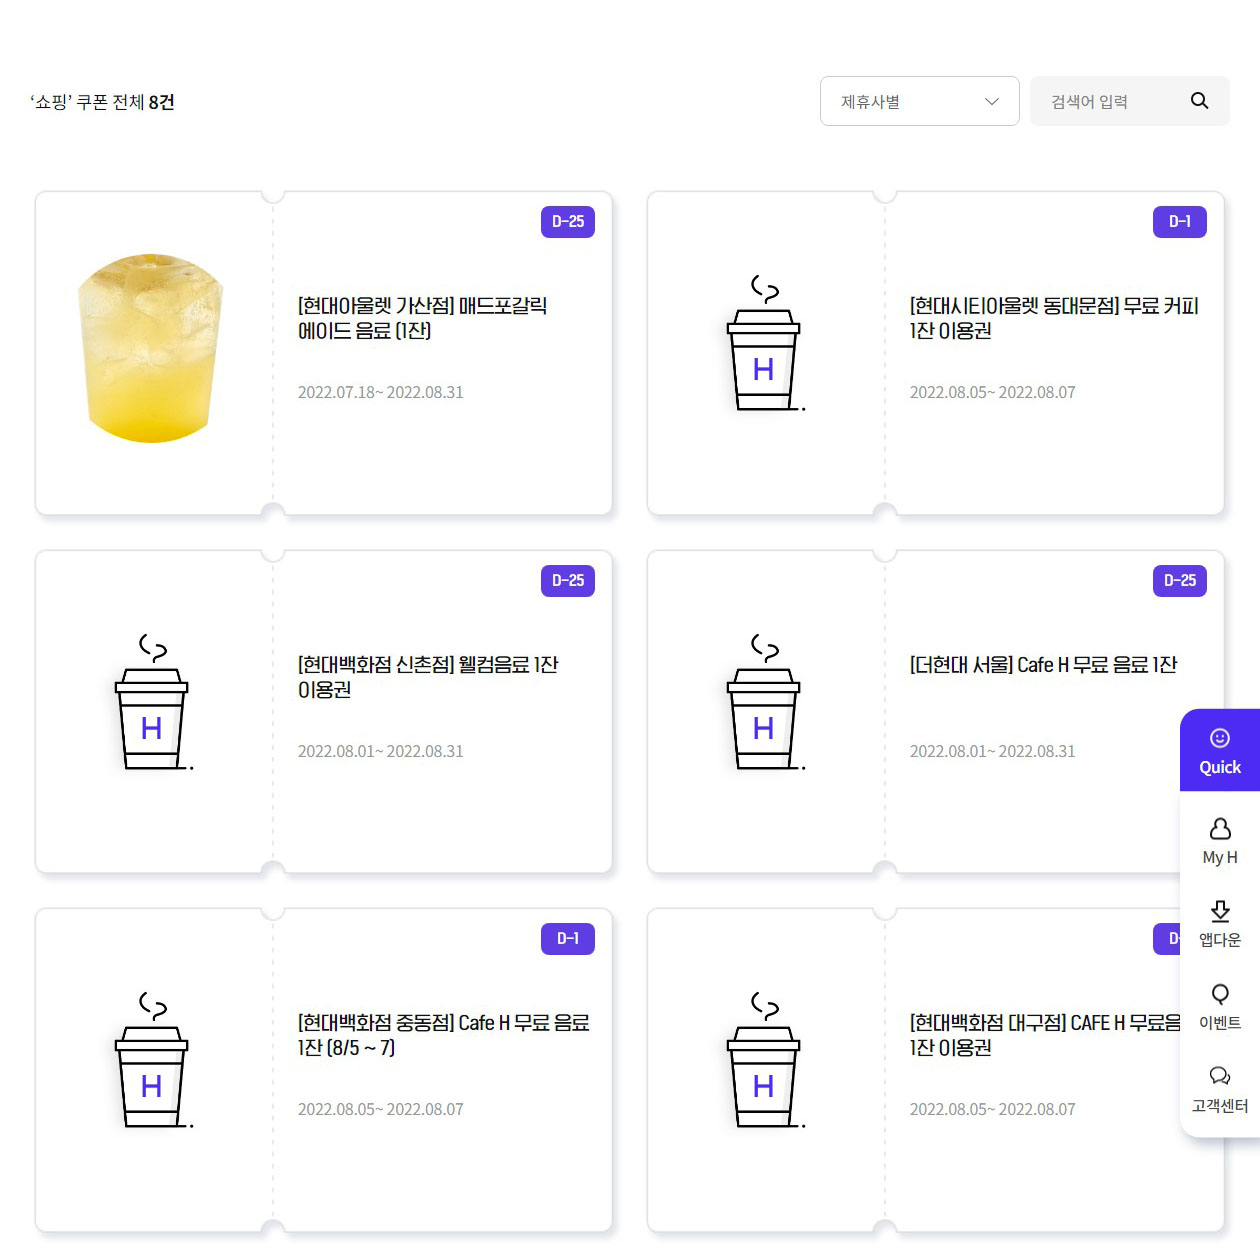 ‘쇼핑’ 쿠폰 전체 8건
제휴사별
검색어 입력
D-25
[현대아울렛 가산점] 매드포갈릭
에이드 음료 (1잔)
2022.07.18~ 2022.08.31
D-1
[현대시티아울렛 동대문점] 무료 커피
1잔 이용권
2022.08.05~ 2022.08.07
H
D-25
[현대백화점 신촌점] 웰컴음료 1잔
이용권
2022.08.01~ 2022.08.31
H
D-25
[더현대 서울] Cafe H 무료 음료 1잔
2022.08.01~ 2022.08.31
H
D-1
[현대백화점 중동점] Cafe H 무료 음료
1잔 (8/5 ~ 7)
2022.08.05~ 2022.08.07
H
D-
[현대백화점 대구점] CAFE H 무료음
1잔 이용권
2022.08.05~ 2022.08.07
H
Quick
My H
앱다운
이벤트
고객센터